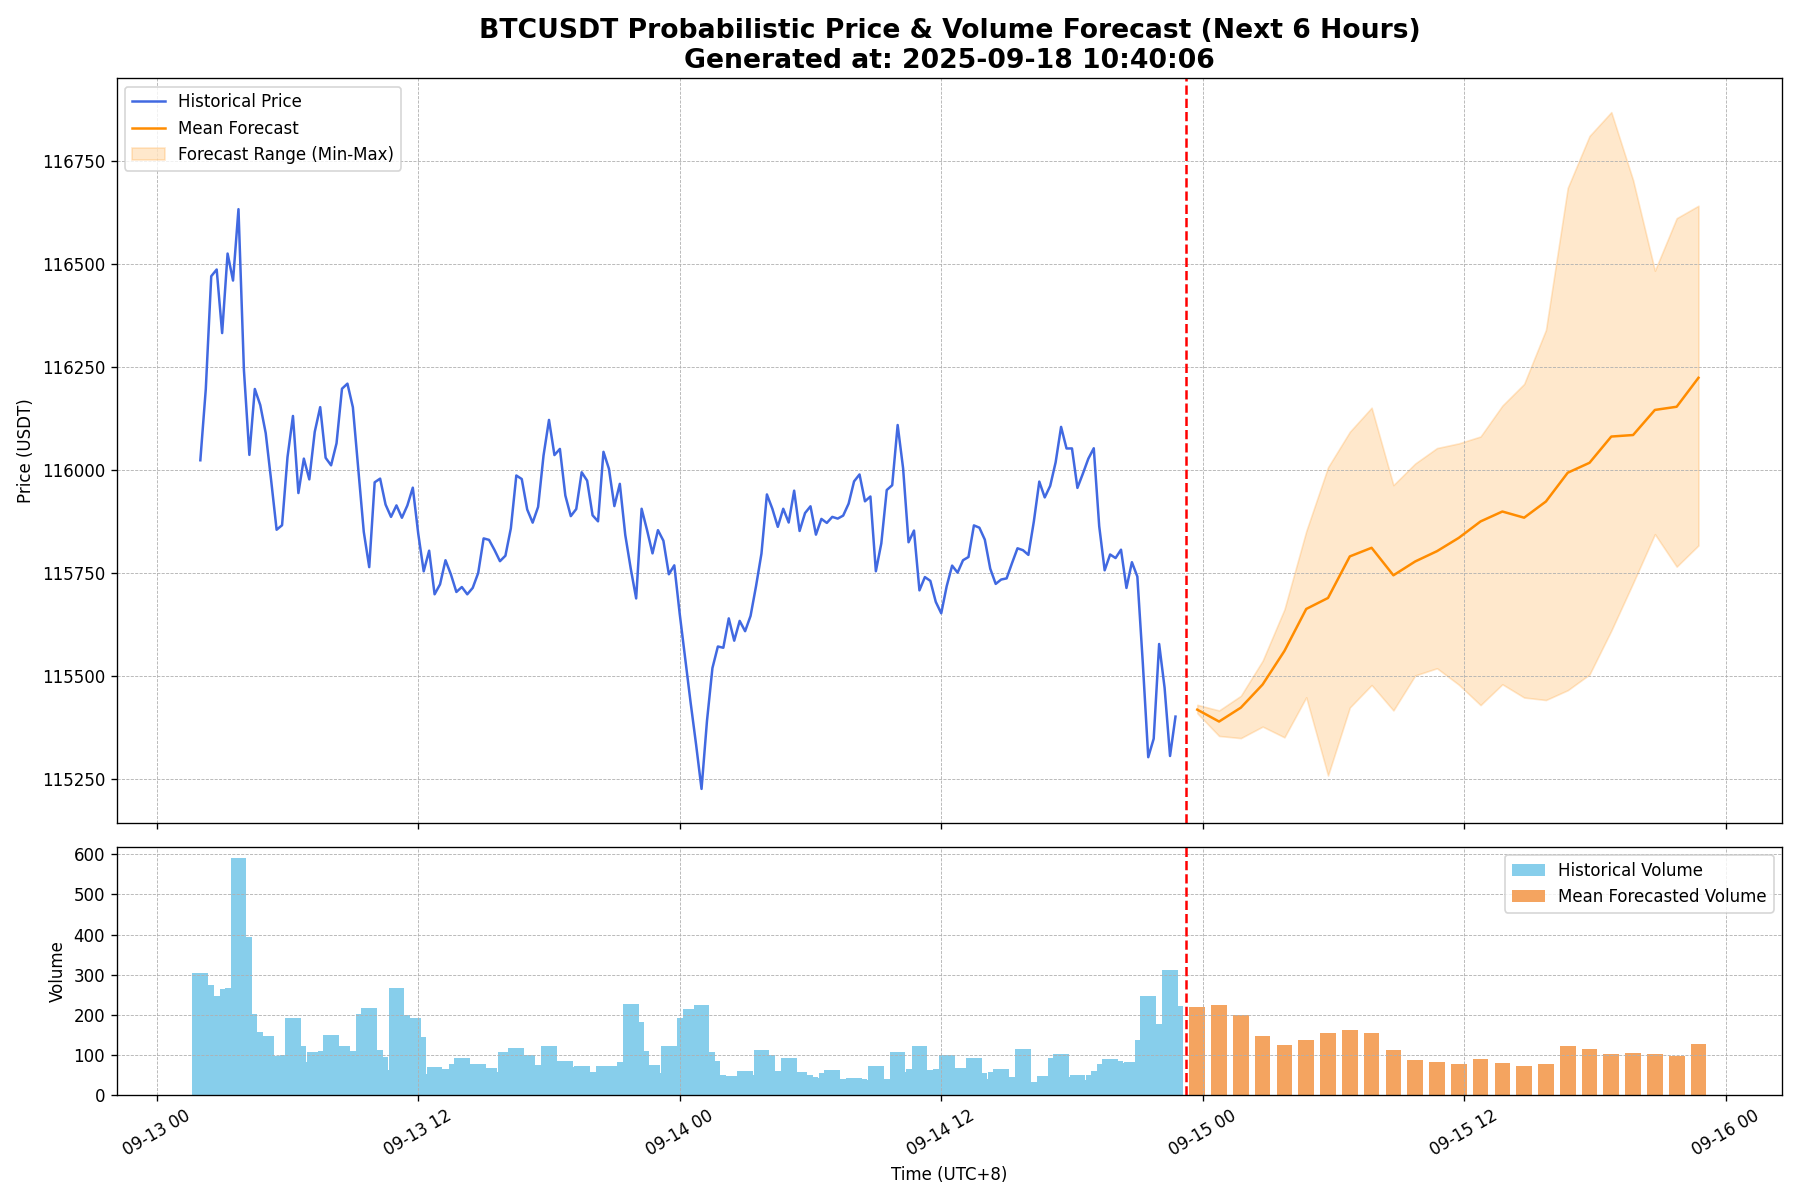 BTCUSDT Probabilistic Price & Volume Forecast (Next 6 Hours)
Generated at: 2025-09-18 10:40:06
Historical Price
Mean Forecast
Forecast Range (Min-Max)
Price (USDT)
116750
116500
116250
116000
115750
115500
115250
Historical Volume
Mean Forecasted Volume
Volume
600
500
400
300
200
100
0
09-13 00
09-13 12
09-14 00
09-14 12
09-15 00
09-15 12
09-16 00
Time (UTC+8)